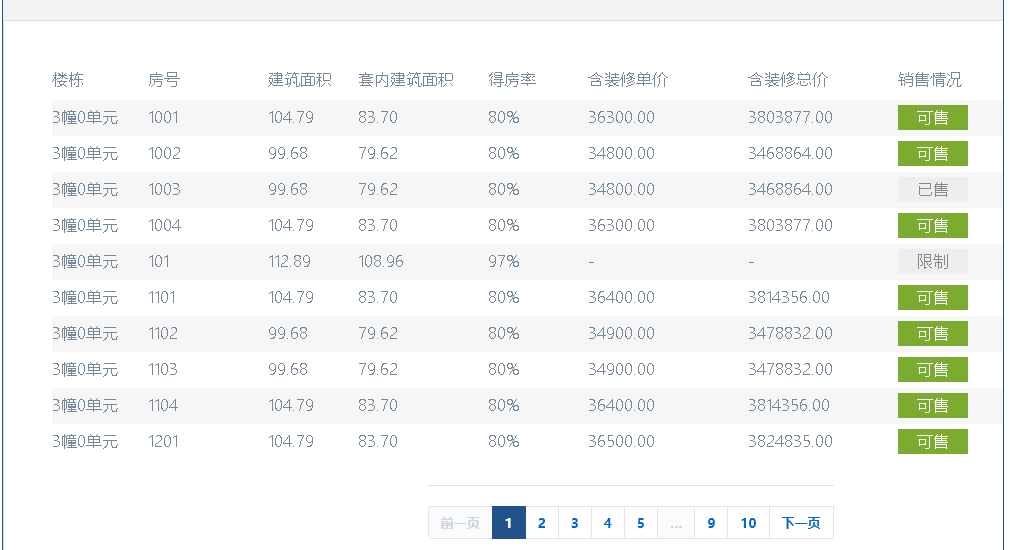 楼栋 房号 建筑面积 套内建筑面积 得房率 含装修单价 含装修总价 销售情况
3幢0单元 1001 104.79 83.70 80% 36300.00 3803877.00 可售
3幢0单元 1002 99.68 79.62 80% 34800.00 3468864.00 可售
3幢0单元 1003 99.68 79.62 80% 34800.00 3468864.00 已售
3幢0单元 1004 104.79 83.70 80% 36300.00 3803877.00 可售
3幢0单元 101 112.89 108.96 97% - - 限制
3幢0单元 1101 104.79 83.70 80% 36400.00 3814356.00 可售
3幢0单元 1102 99.68 79.62 80% 34900.00 3478832.00 可售
3幢0单元 1103 99.68 79.62 80% 34900.00 3478832.00 可售
3幢0单元 1104 104.79 83.70 80% 36400.00 3814356.00 可售
3幢0单元 1201 104.79 83.70 80% 36500.00 3824835.00 可售
前一页 1 2 3 4 5 ... 9 10 下一页